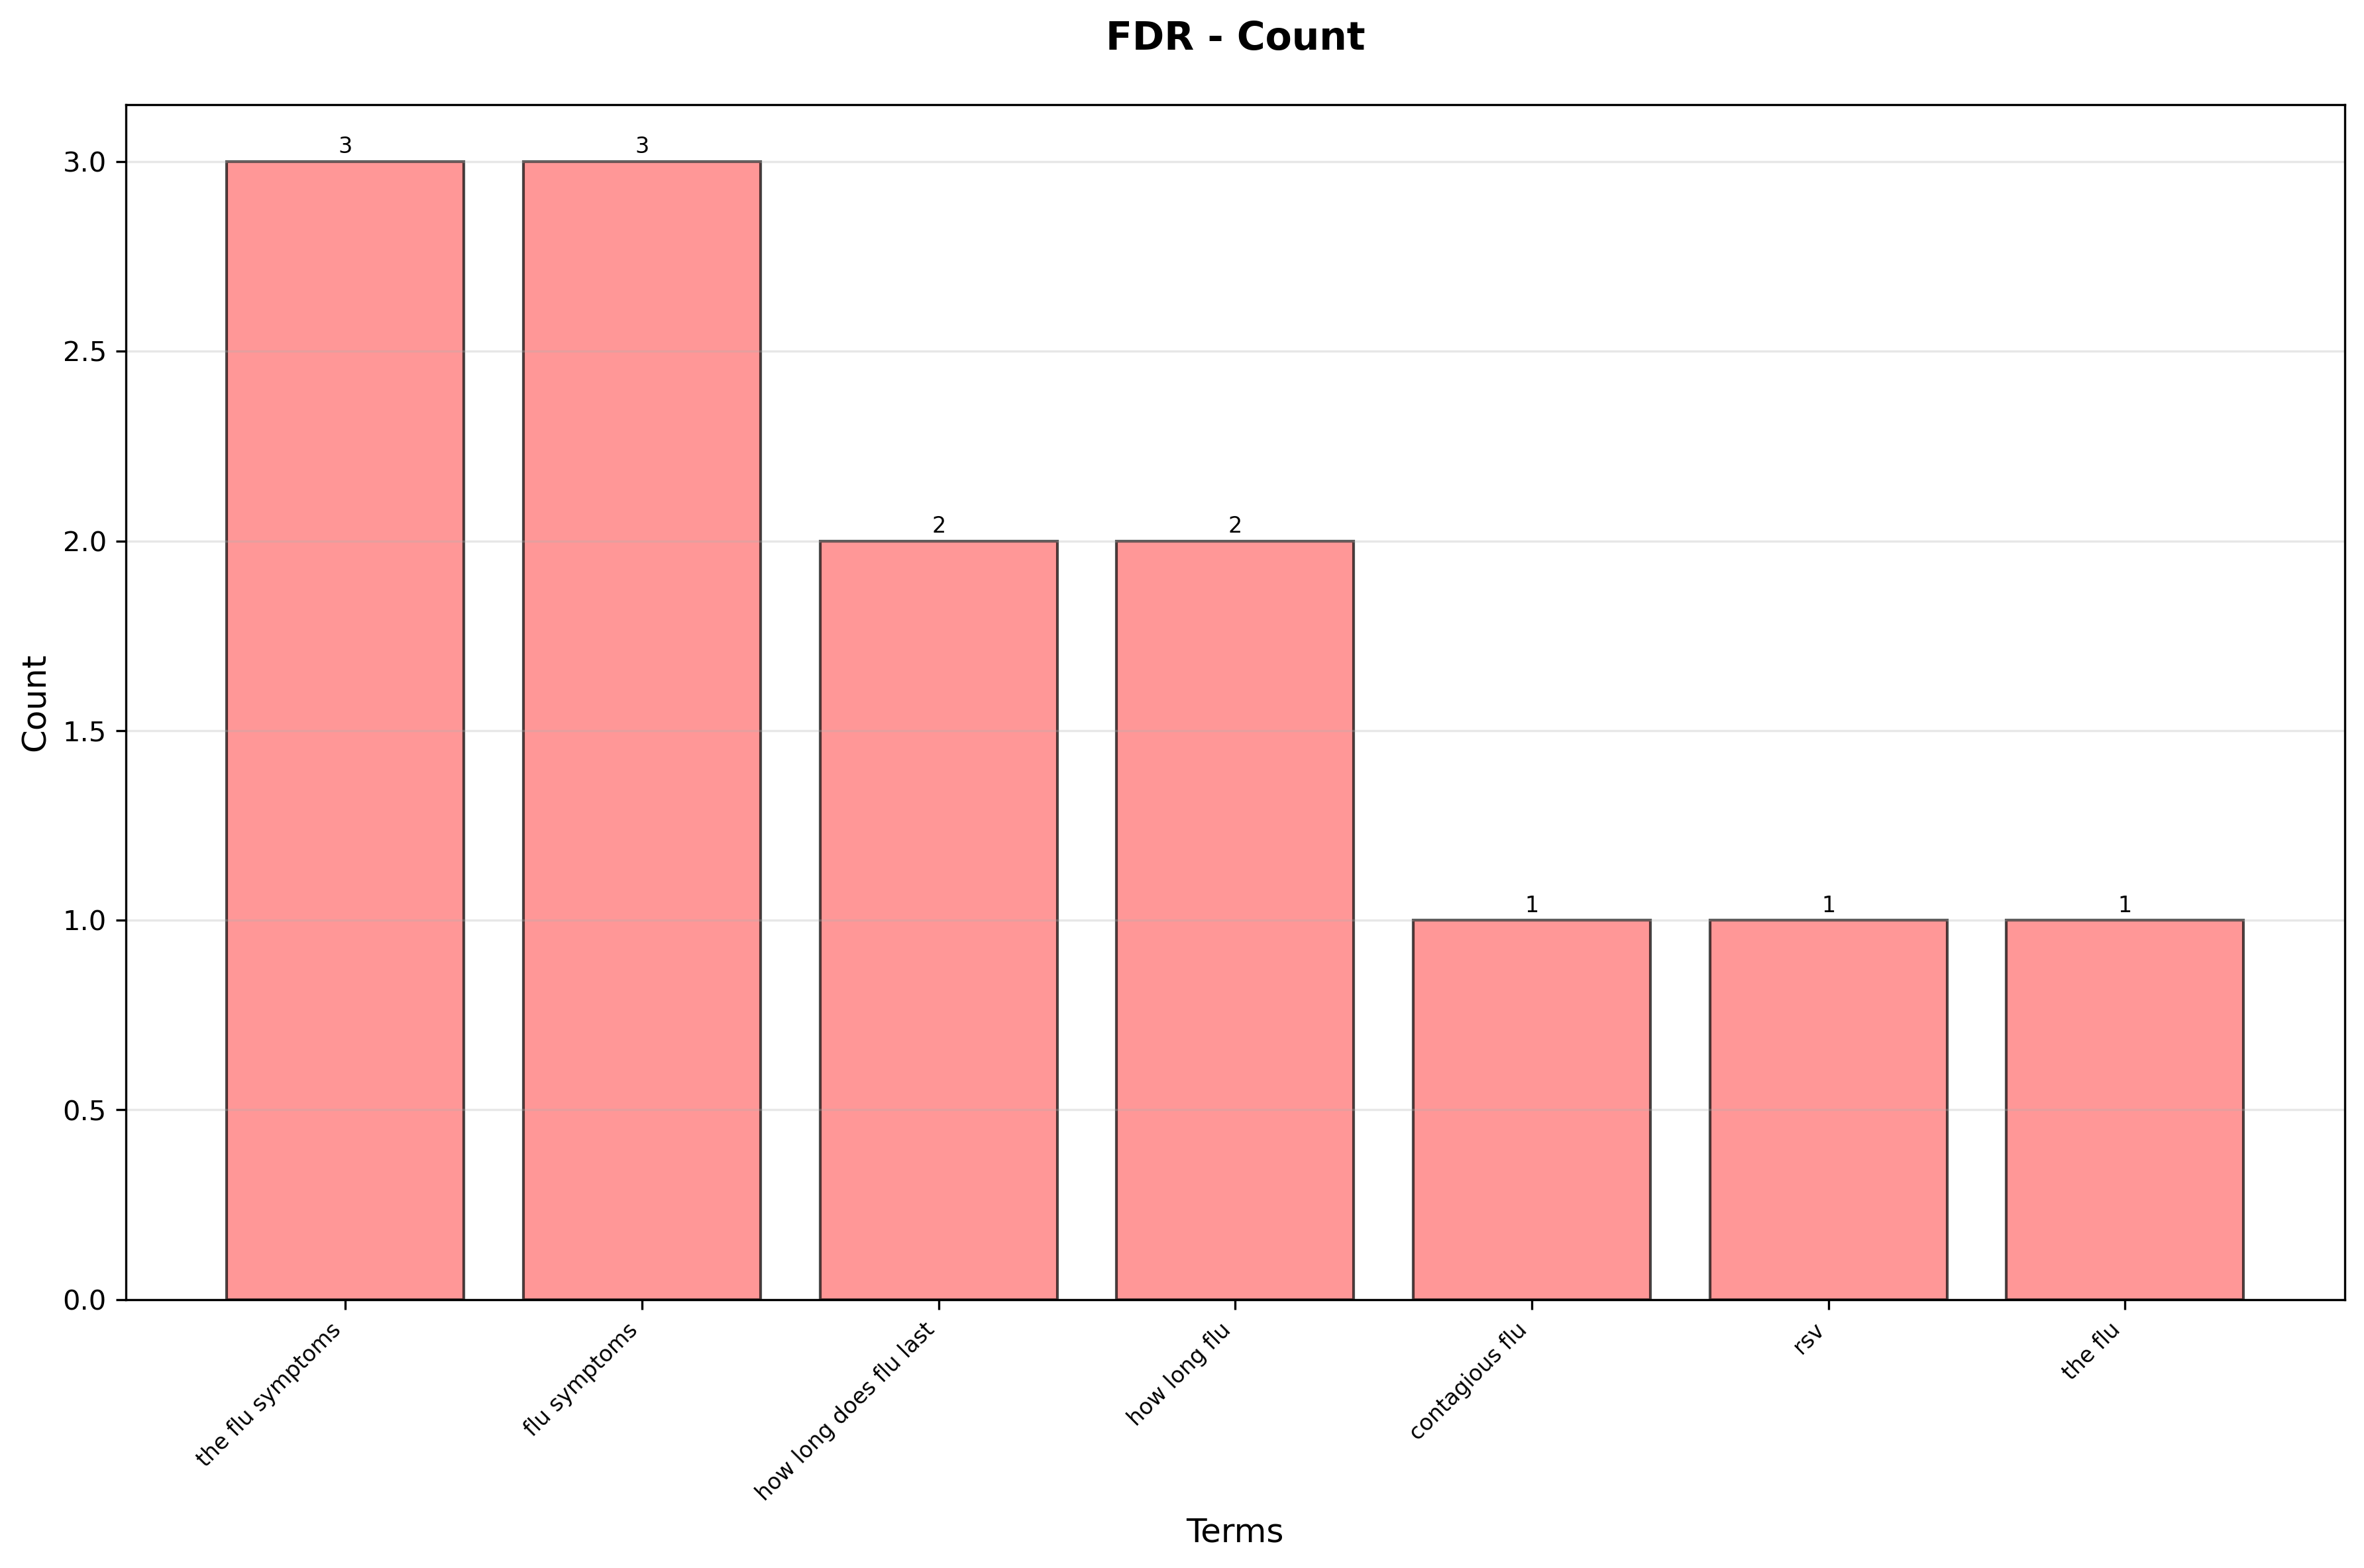 FDR - Count
3
3
2
2
1
1
1
3.0
2.5
2.0
1.5
1.0
0.5
0.0
Count
the flu symptoms
flu symptoms
how long does flu last
how long flu
contagious flu
rsv
the flu
Terms